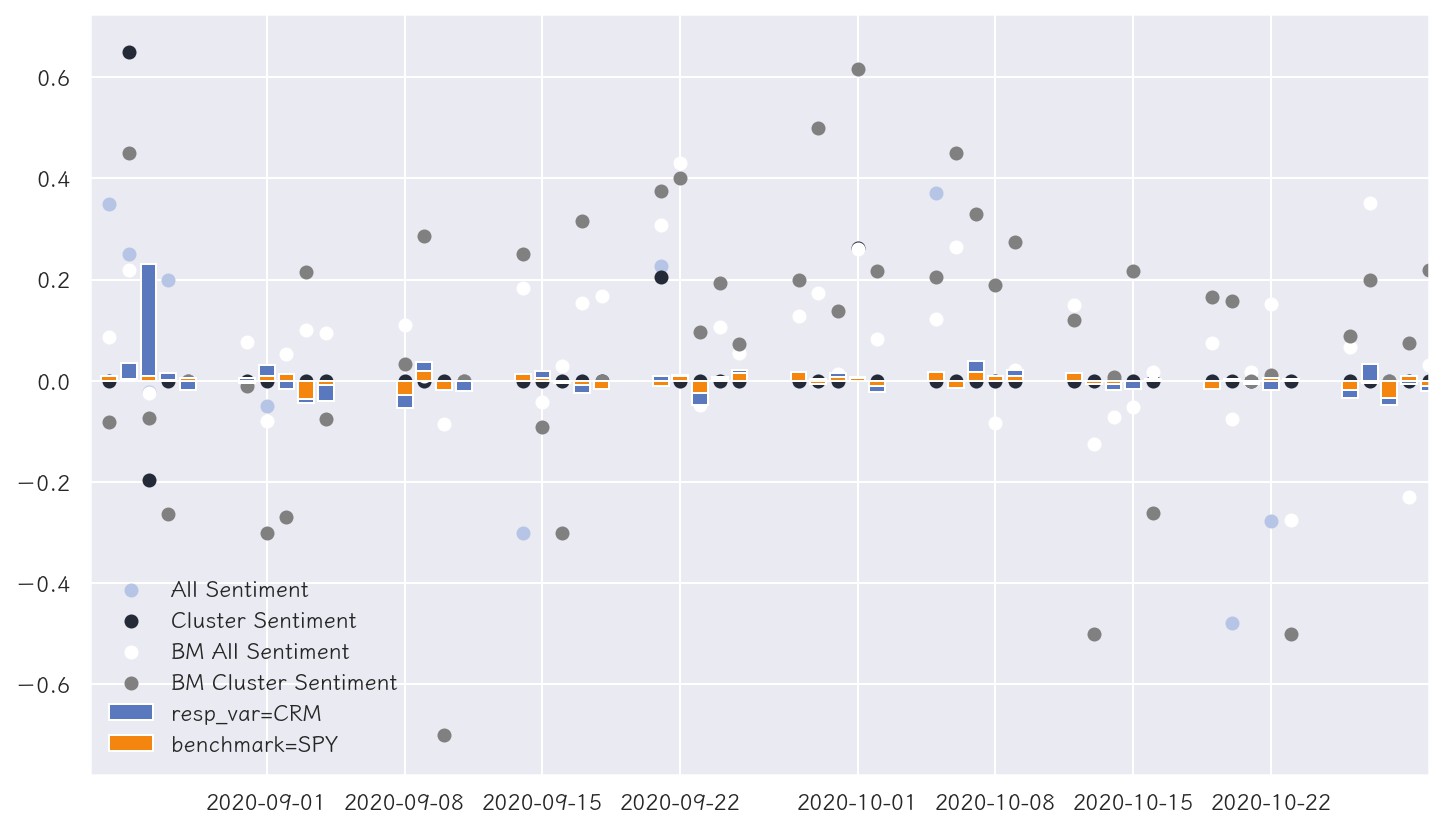 0.6
0.4
0.2
0.0
−0.2
−0.4
−0.6
All Sentiment
Cluster Sentiment
BM All Sentiment
BM Cluster Sentiment
resp_var=CRM
benchmark=SPY
2020-09-01 2020-09-08 2020-09-15 2020-09-22 2020-10-01 2020-10-08 2020-10-15 2020-10-22